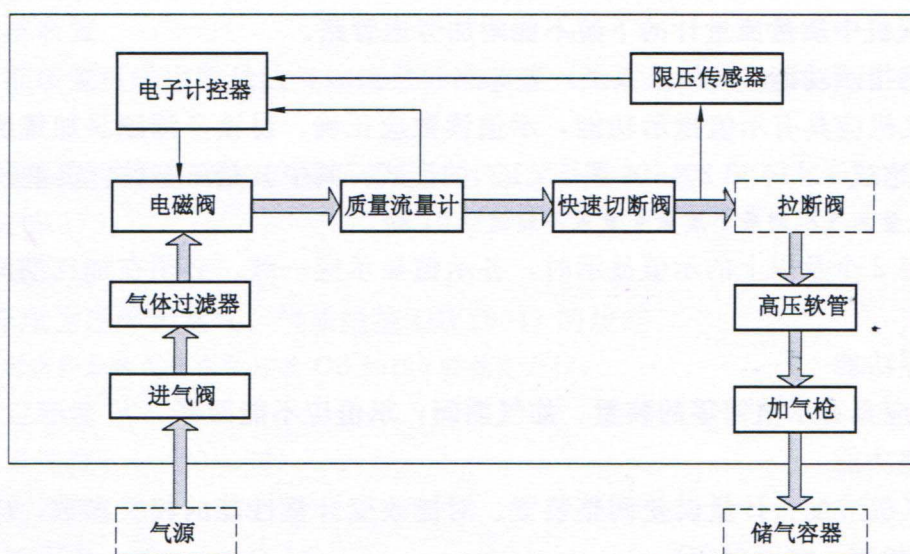 电子计控器
限压传感器
电磁阀
质量流量计
快速切断阀
拉断阀
气体过滤器
高压软管
进气阀
加气枪
气源
储气容器